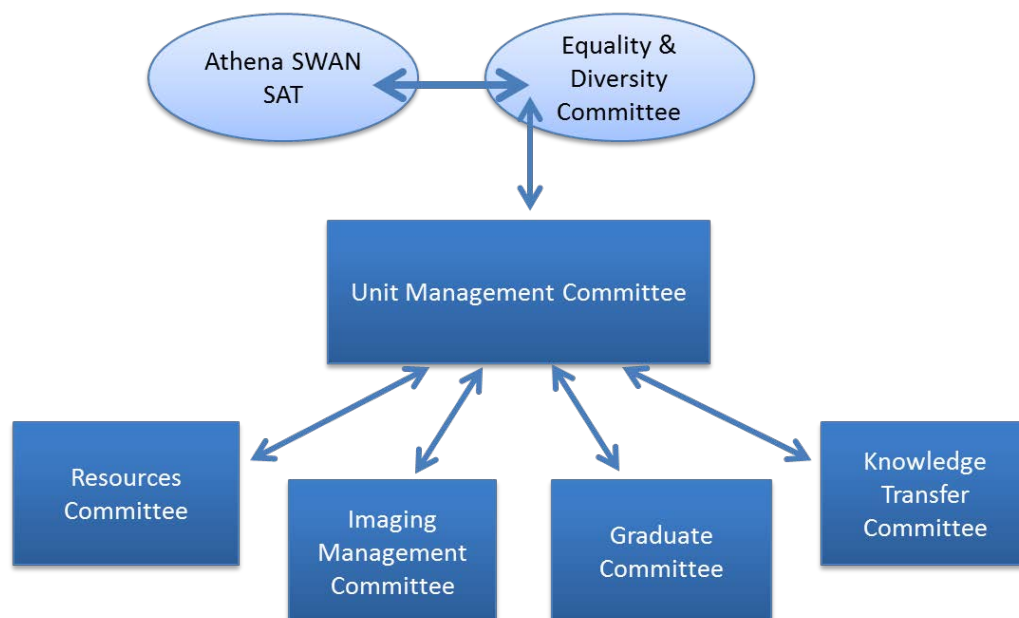 Athena SWAN
SAT
Equality &
Diversity
Committee
Unit Management Committee
Resources
Committee
Imaging
Management
Committee
Graduate
Committee
Knowledge
Transfer
Committee